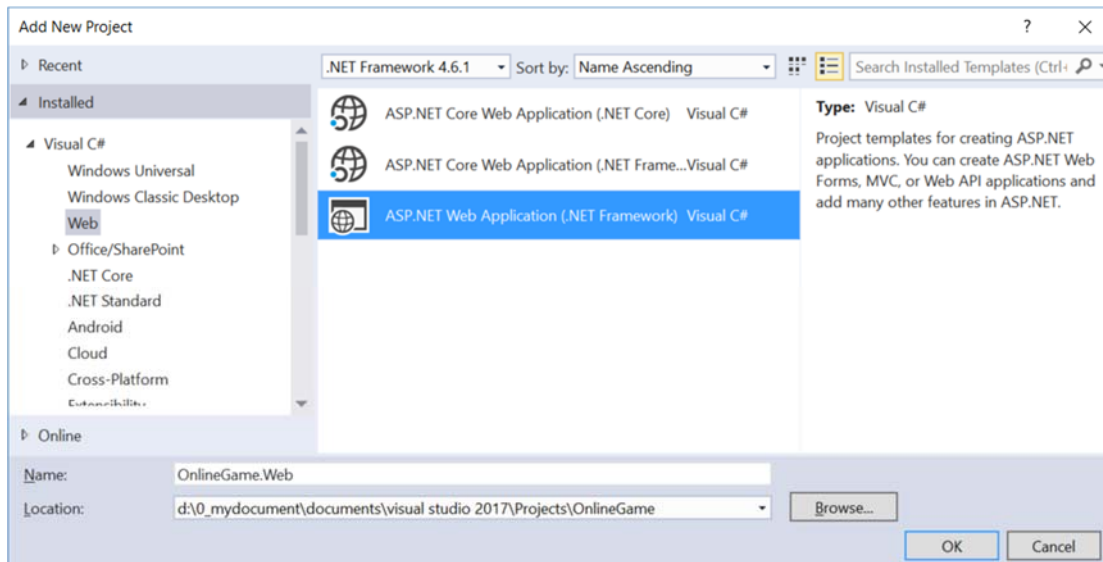 Add New Project
?
Recent
.NET Framework 4.6.1
Sort by:
Name Ascending
Search Installed Templates (Ctrl+
Installed
Visual C#
Windows Universal
Windows Classic Desktop
Web
Office/SharePoint
.NET Core
.NET Standard
Android
Cloud
Cross-Platform
Extensibility
Online
ASP.NET Core Web Application (.NET Core) Visual C#
ASP.NET Core Web Application (.NET Frame...Visual C#
ASP.NET Web Application (.NET Framework) Visual C#
Type: Visual C#
Project templates for creating ASP.NET
applications. You can create ASP.NET Web
Forms, MVC, or Web API applications and
add many other features in ASP.NET.
Name:
OnlineGame.Web
Location:
d:\0_mydocument\documents\visual studio 2017\Projects\OnlineGame
Browse...
OK
Cancel